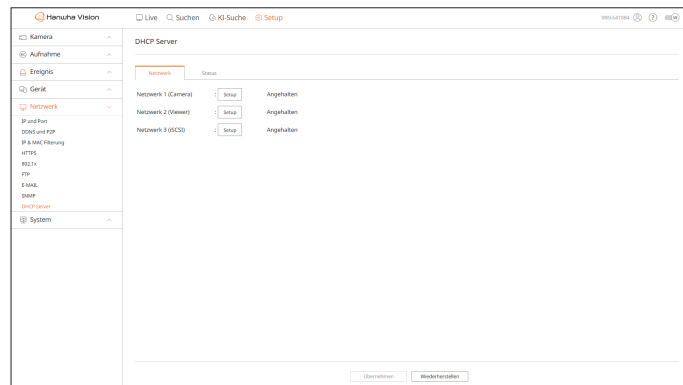 Hanwha Vision
Live Suchen KI-Suche Setup
Kamera
Aufnahme
Ereignis
Gerät
Netzwerk
IP und Port
DDNS und P2P
IP & MAC Filterung
HTTPS
802.1x
FTP
E-MAIL
SNMP
DHCP Server
System
DHCP Server
Netzwerk Status
Netzwerk 1 (Camera) : Setup Angehalten
Netzwerk 2 (Viewer) : Setup Angehalten
Netzwerk 3 (iSCSI) : Setup Angehalten
Übernehmen Wiederherstellen